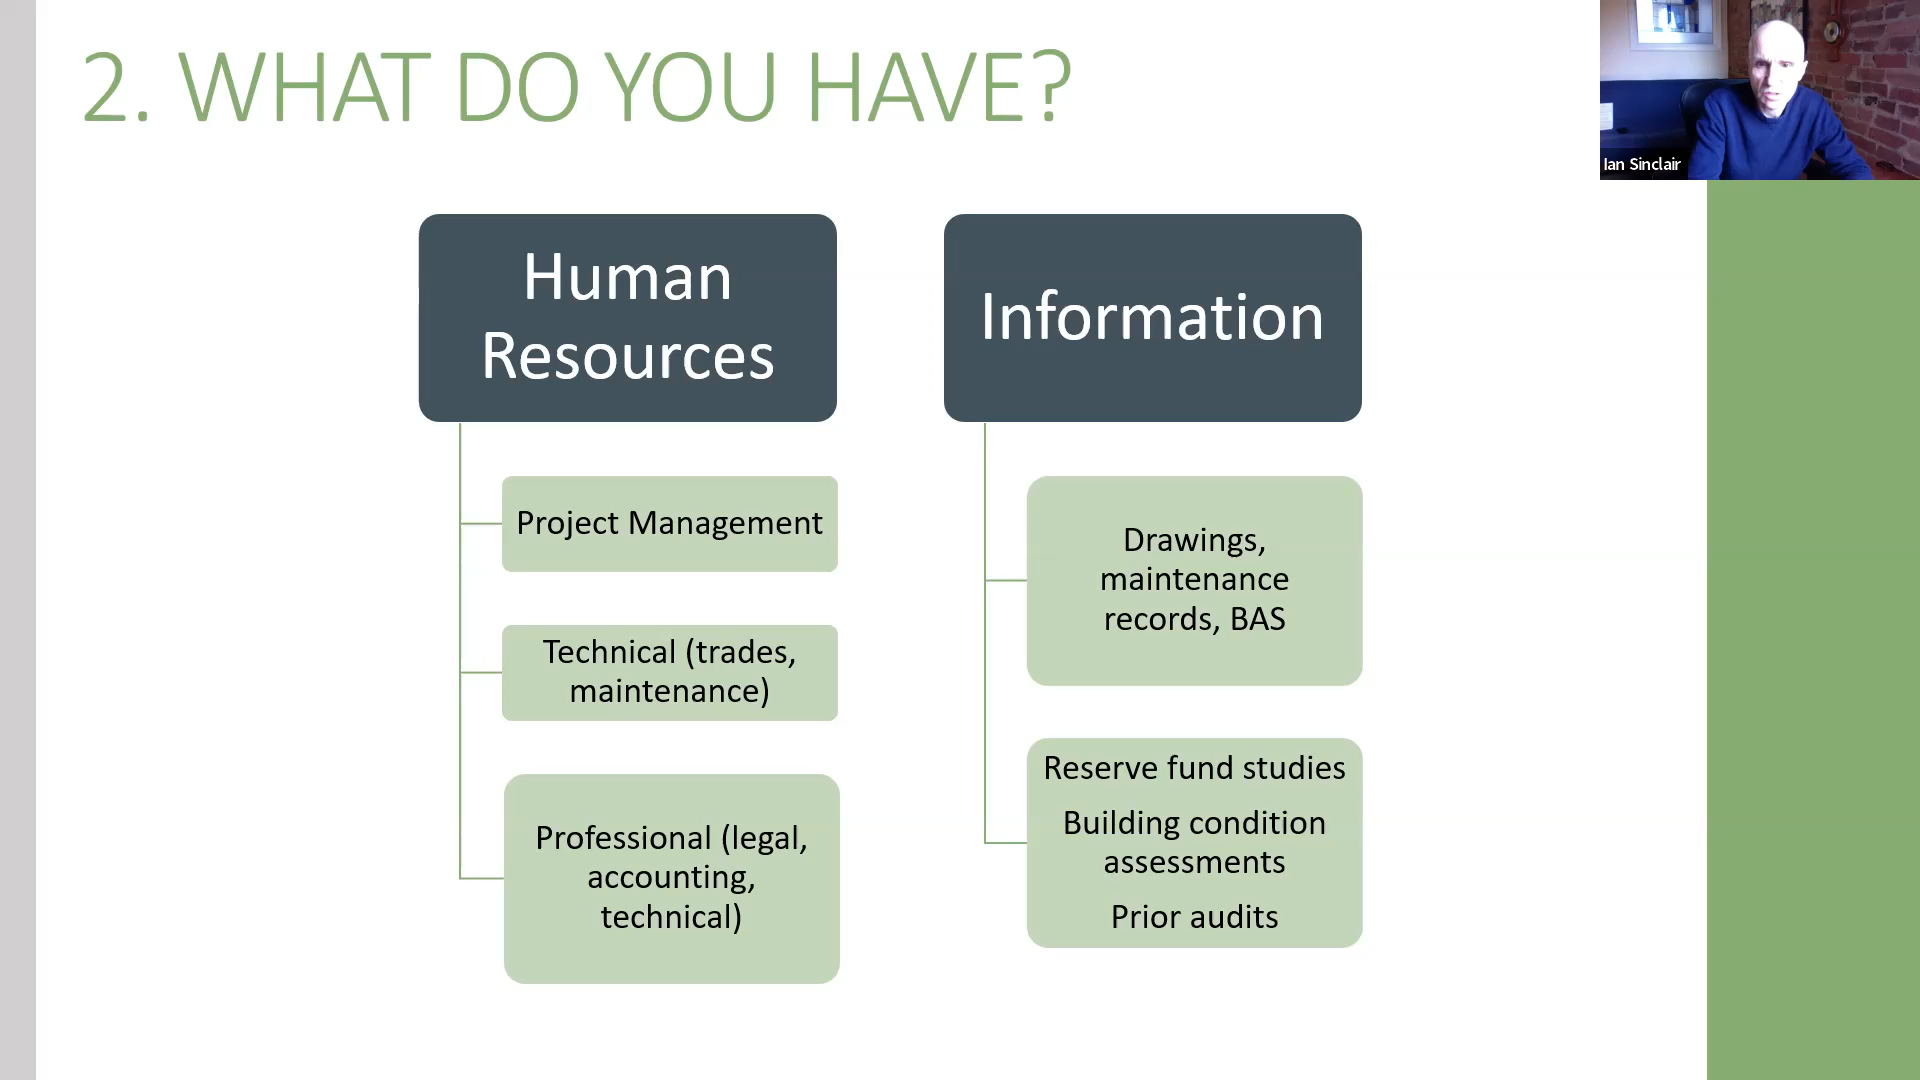 2. WHAT DO YOU HAVE?
Ian Sinclair
Human
Resources
Project Management
Technical (trades,
maintenance)
Professional (legal,
accounting,
technical)
Information
Drawings,
maintenance
records, BAS
Reserve fund studies
Building condition
assessments
Prior audits